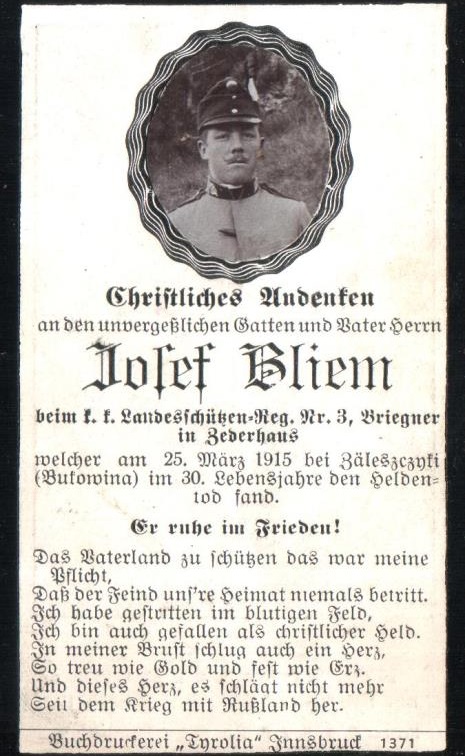 Christliches Andenken
an den unvergeßlichen Gatten und Vater Herrn
Josef Bliem
beim k. k. Landesschützen-Reg. Nr. 3, Briegner
in Zederhaus
welcher am 25. März 1915 bei Zäleszczyki
(Bukowina) im 30. Lebensjahre den Helden-
tod fand.
Er ruhe im Frieden!
Das Vaterland zu schützen das war meine
Pflicht,
Daß der Feind uns're Heimat niemals betritt.
Ich habe gestritten im blutigen Feld,
Ich bin auch gefallen als christlicher Held.
In meiner Brust schlug auch ein Herz,
So treu wie Gold und fest wie Erz.
Und dieses Herz, es schlägt nicht mehr
Seit dem Krieg mit Rußland her.
Buchdruckerei „Tyrolia" Innsbruck 1371